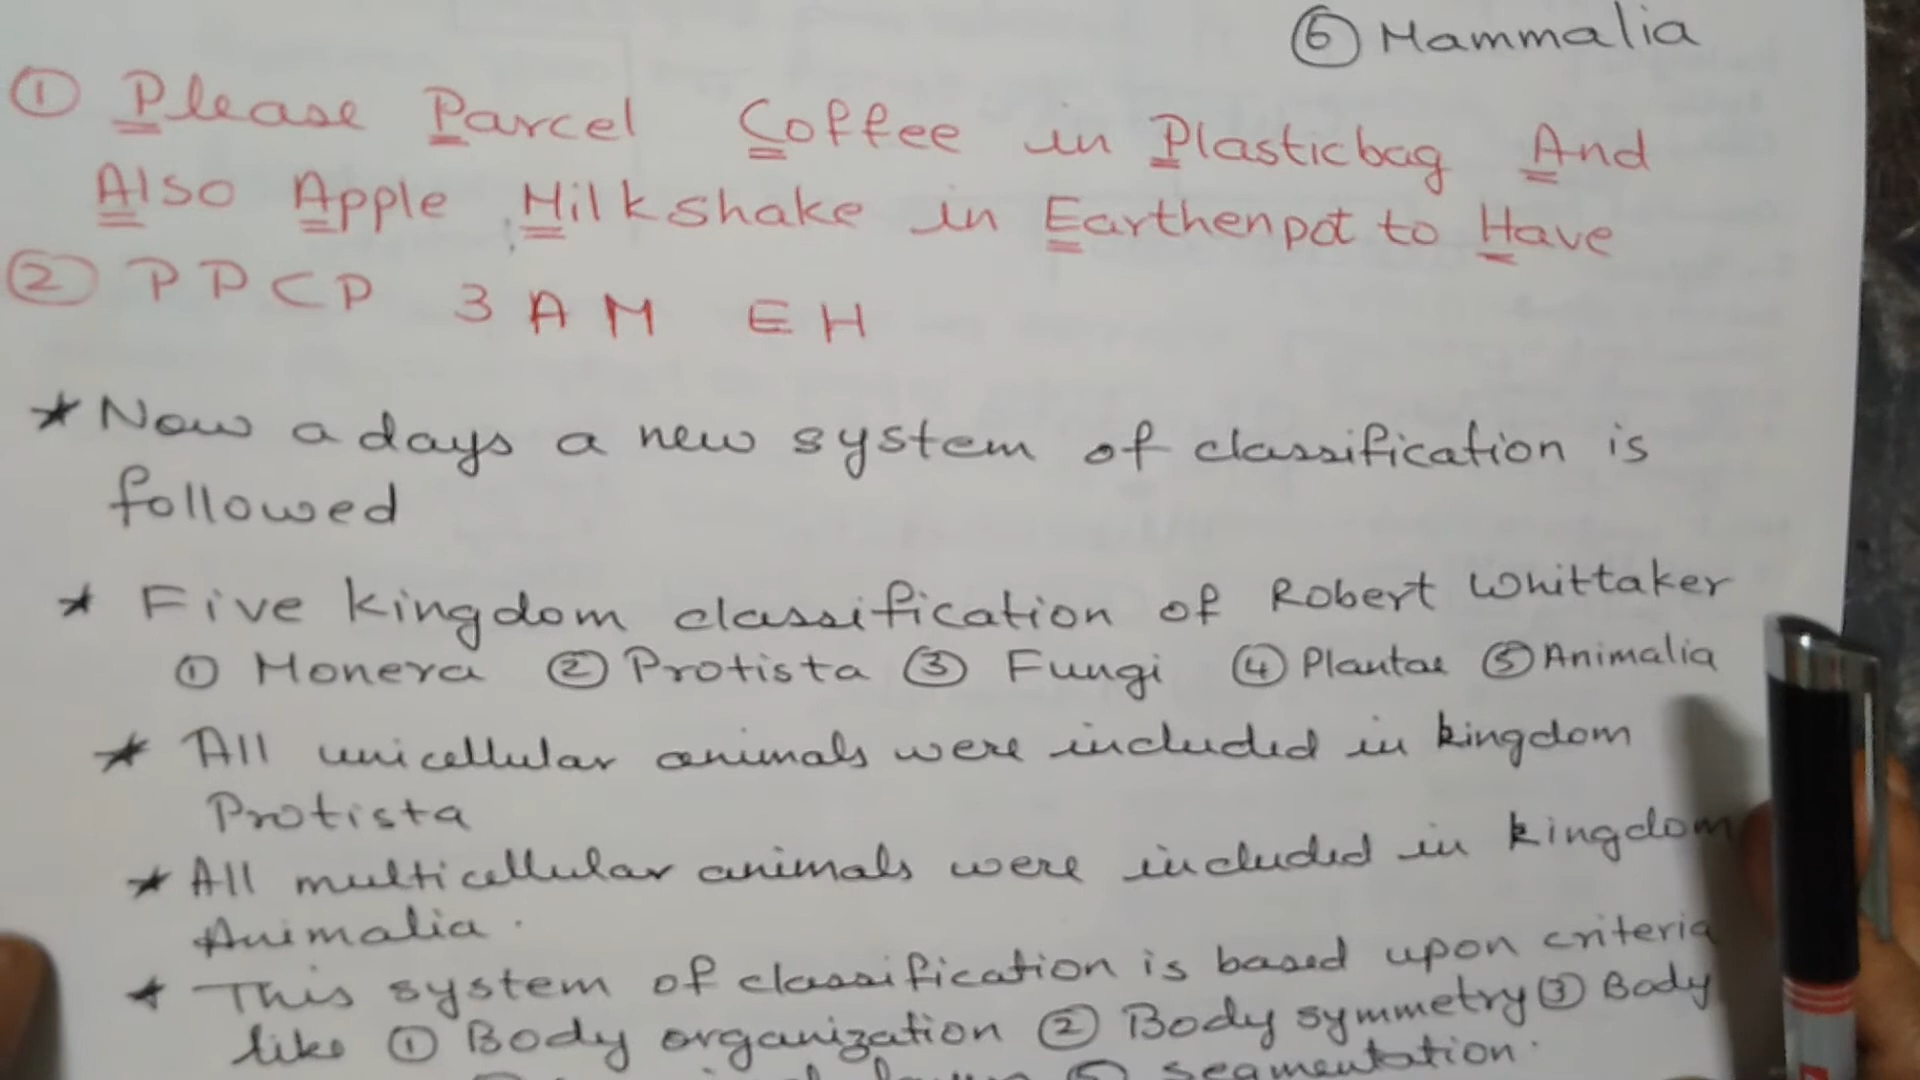 ⑥ Mammalia
① Please Parcel Coffee in Plasticbag And
Also Apple Milkshake in Earthenpot to Have
② P P C P 3 A M E H
★ Now a days a new system of classification is
followed
★ Five kingdom classification of Robert Whittaker
① Monera ② Protista ③ Fungi ④ Plantae ⑤ Animalia
★ All unicellular animals were included in kingdom
Protista
★ All multicellular animals were included in kingdom
Animalia.
★ This system of classification is based upon criteria
like ① Body organization ② Body symmetry ③ Body
⑤ segmentation.